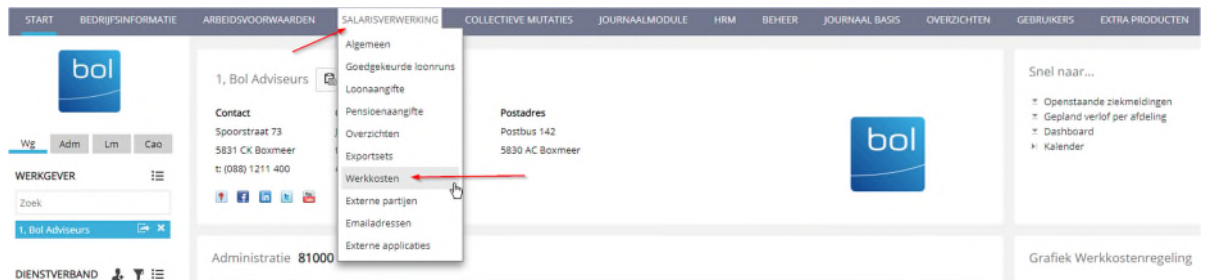 START BEDRIJFSINFORMATIE ARBEIDSVOORWAARDEN SALARISVERWERKING COLLECTIEVE MUTATIES JOURNAALMODULE HRM BEHEER JOURNAAL BASIS OVERZICHTEN GEBRUIKERS EXTRA PRODUCTEN
bol
Wg Adm Lm Cao
WERKGEVER
Zoek
1, Bol Adviseurs
DIENSTVERBAND
1, Bol Adviseurs
Contact
Spoorstraat 73
5831 CK Boxmeer
t: (088) 1211 400
Algemeen
Goedgekeurde loonruns
Loonaangifte
Pensioenaangifte
Overzichten
Exportsets
Werkkosten
Externe partijen
Emailadressen
Externe applicaties
Postadres
Postbus 142
5830 AC Boxmeer
bol
Snel naar...
Openstaande ziekmeldingen
Gepland verlof per afdeling
Dashboard
Kalender
Administratie 81000
Grafiek Werkkostenregeling